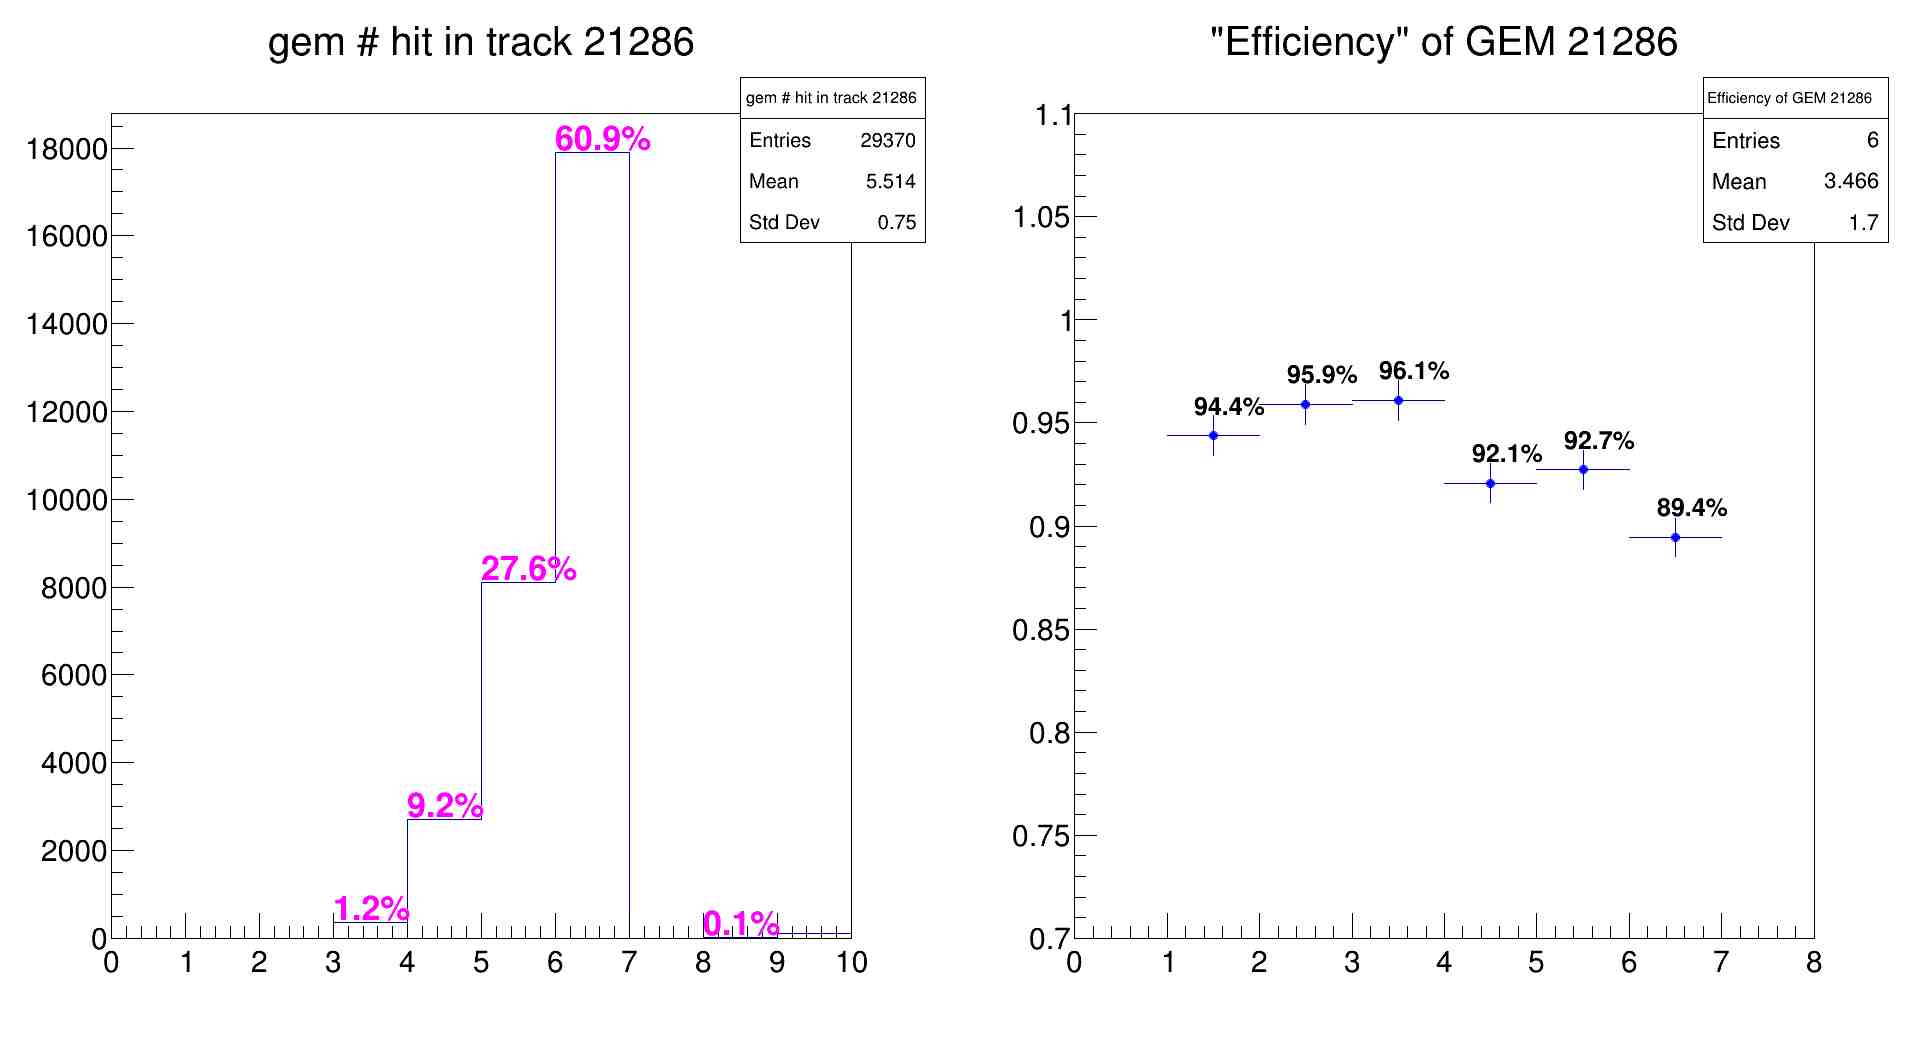 gem # hit in track 21286
gem # hit in track 21286
Entries 29370
Mean 5.514
Std Dev 0.75
18000
16000
14000
12000
10000
8000
6000
4000
2000
0
60.9%
27.6%
9.2%
1.2%
0.1%
0 1 2 3 4 5 6 7 8 9 10
"Efficiency" of GEM 21286
Efficiency of GEM 21286
Entries 6
Mean 3.466
Std Dev 1.7
1.1
1.05
1
0.95
0.9
0.85
0.8
0.75
0.7
94.4%
95.9%
96.1%
92.1%
92.7%
89.4%
0 1 2 3 4 5 6 7 8